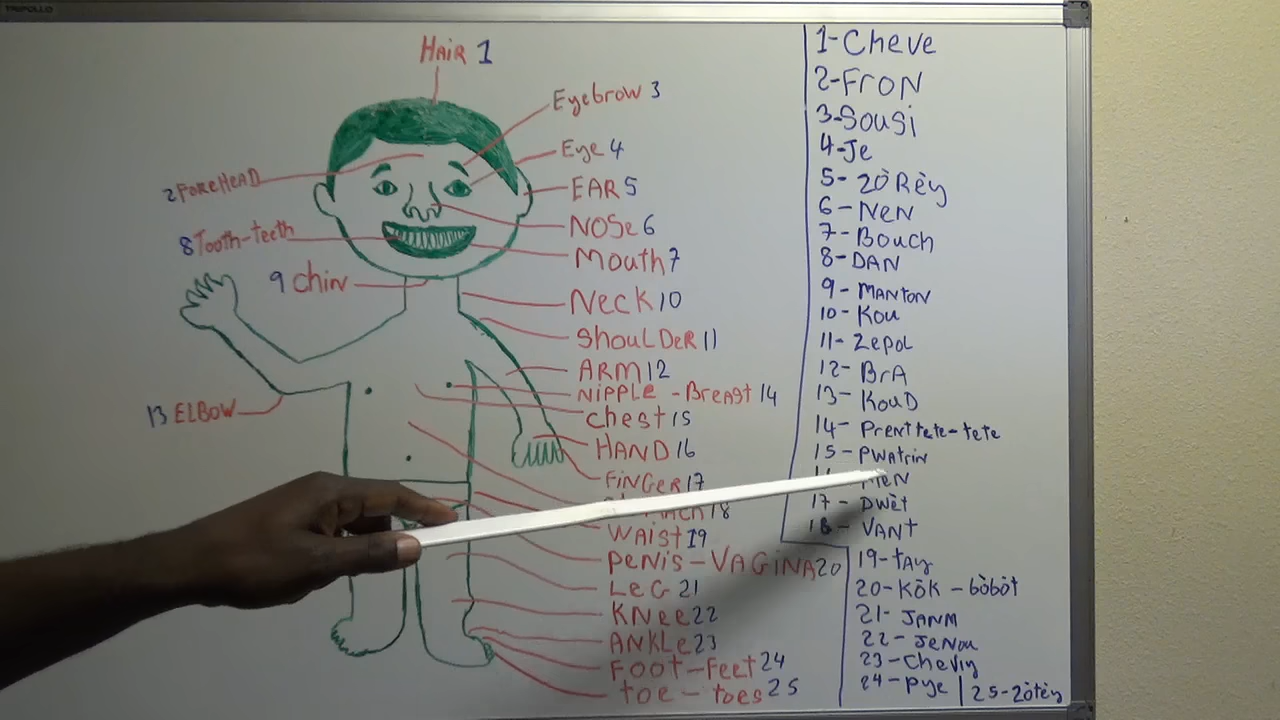 TRIPOLLO
HAIR 1
Eyebrow 3
Eye 4
2 FOREHEAD
EAR 5
NOSE 6
8 Tooth-teeth
Mouth 7
9 Chin
NECK 10
SHOULDER 11
ARM 12
NIPPLE - Breast 14
13 ELBOW
Chest 15
HAND 16
FiNGER 17
18
WAIST 19
PENIS - VAGINA 20
LEG 21
KNEE 22
ANKLE 23
FOOT-Feet 24
toe - toes 25
1-Cheve
2-FRON
3-Sousi
4-Je
5-ZòRèy
6-NEN
7-Bouch
8-DAN
9-MANTON
10-Kou
11-ZepoL
12-BrA
13-KouD
14-Prenttete-tete
15-PWAtrin
MEN
17-Dwèt
18-VANT
19-tAy
20-KòK - bòbòt
21-JANM
22-JeNou
23-Cheviy
24-pye | 25-Zòtèy